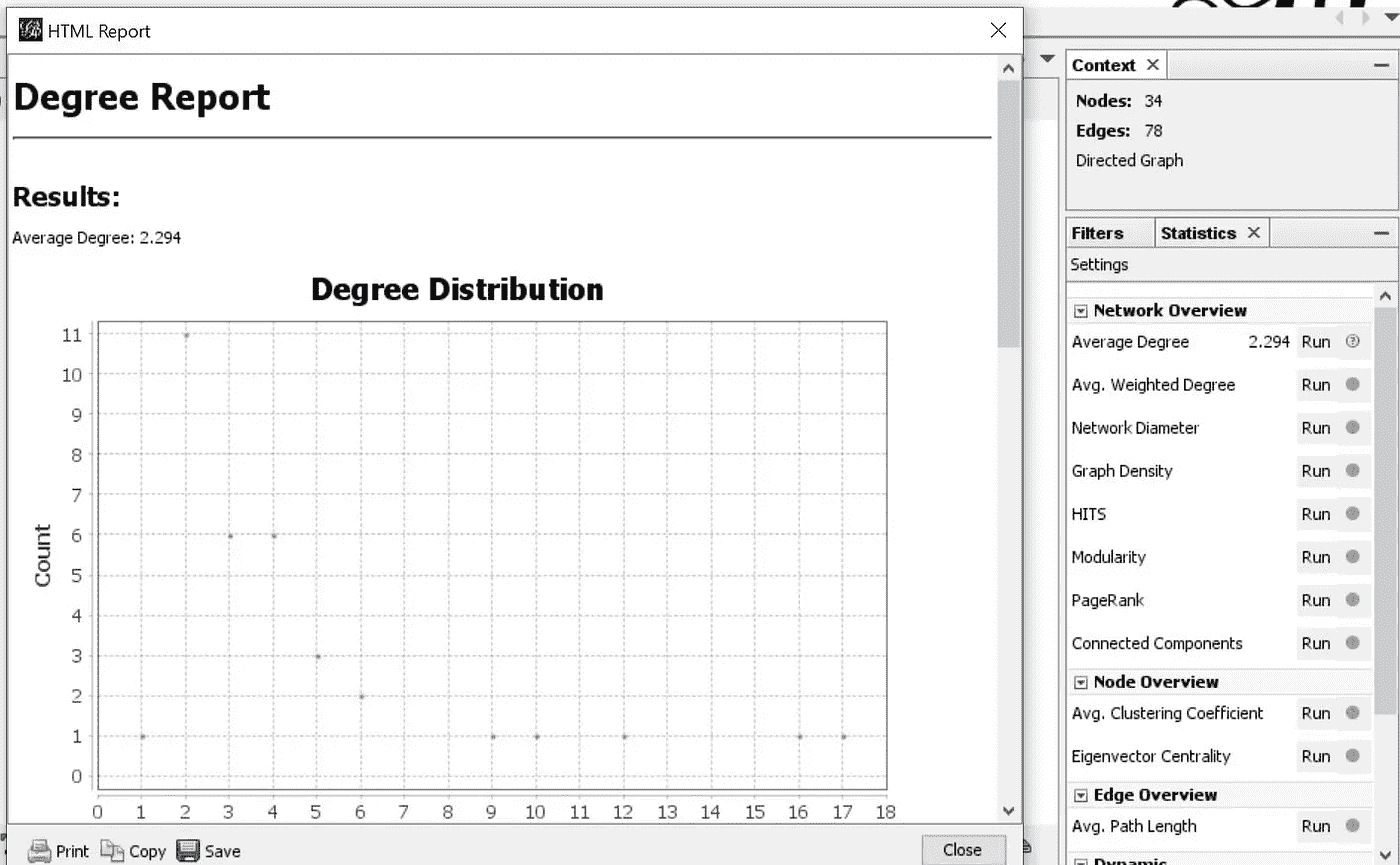 HTML Report
Degree Report
Results:
Average Degree: 2.294
Degree Distribution
11
10
9
8
7
6
5
4
3
2
1
0
Count
0 1 2 3 4 5 6 7 8 9 10 11 12 13 14 15 16 17 18
Print Copy Save Close
Context
Nodes: 34
Edges: 78
Directed Graph
Filters Statistics
Settings
Network Overview
Average Degree 2.294 Run
Avg. Weighted Degree Run
Network Diameter Run
Graph Density Run
HITS Run
Modularity Run
PageRank Run
Connected Components Run
Node Overview
Avg. Clustering Coefficient Run
Eigenvector Centrality Run
Edge Overview
Avg. Path Length Run
Dynamic